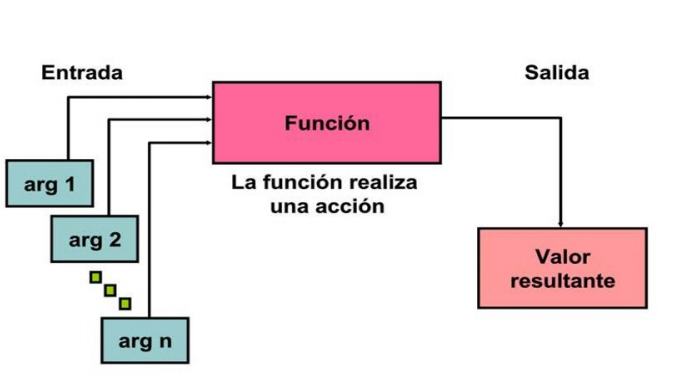 Entrada
Salida
Función
arg 1
La función realiza
una acción
arg 2
Valor
resultante
arg n